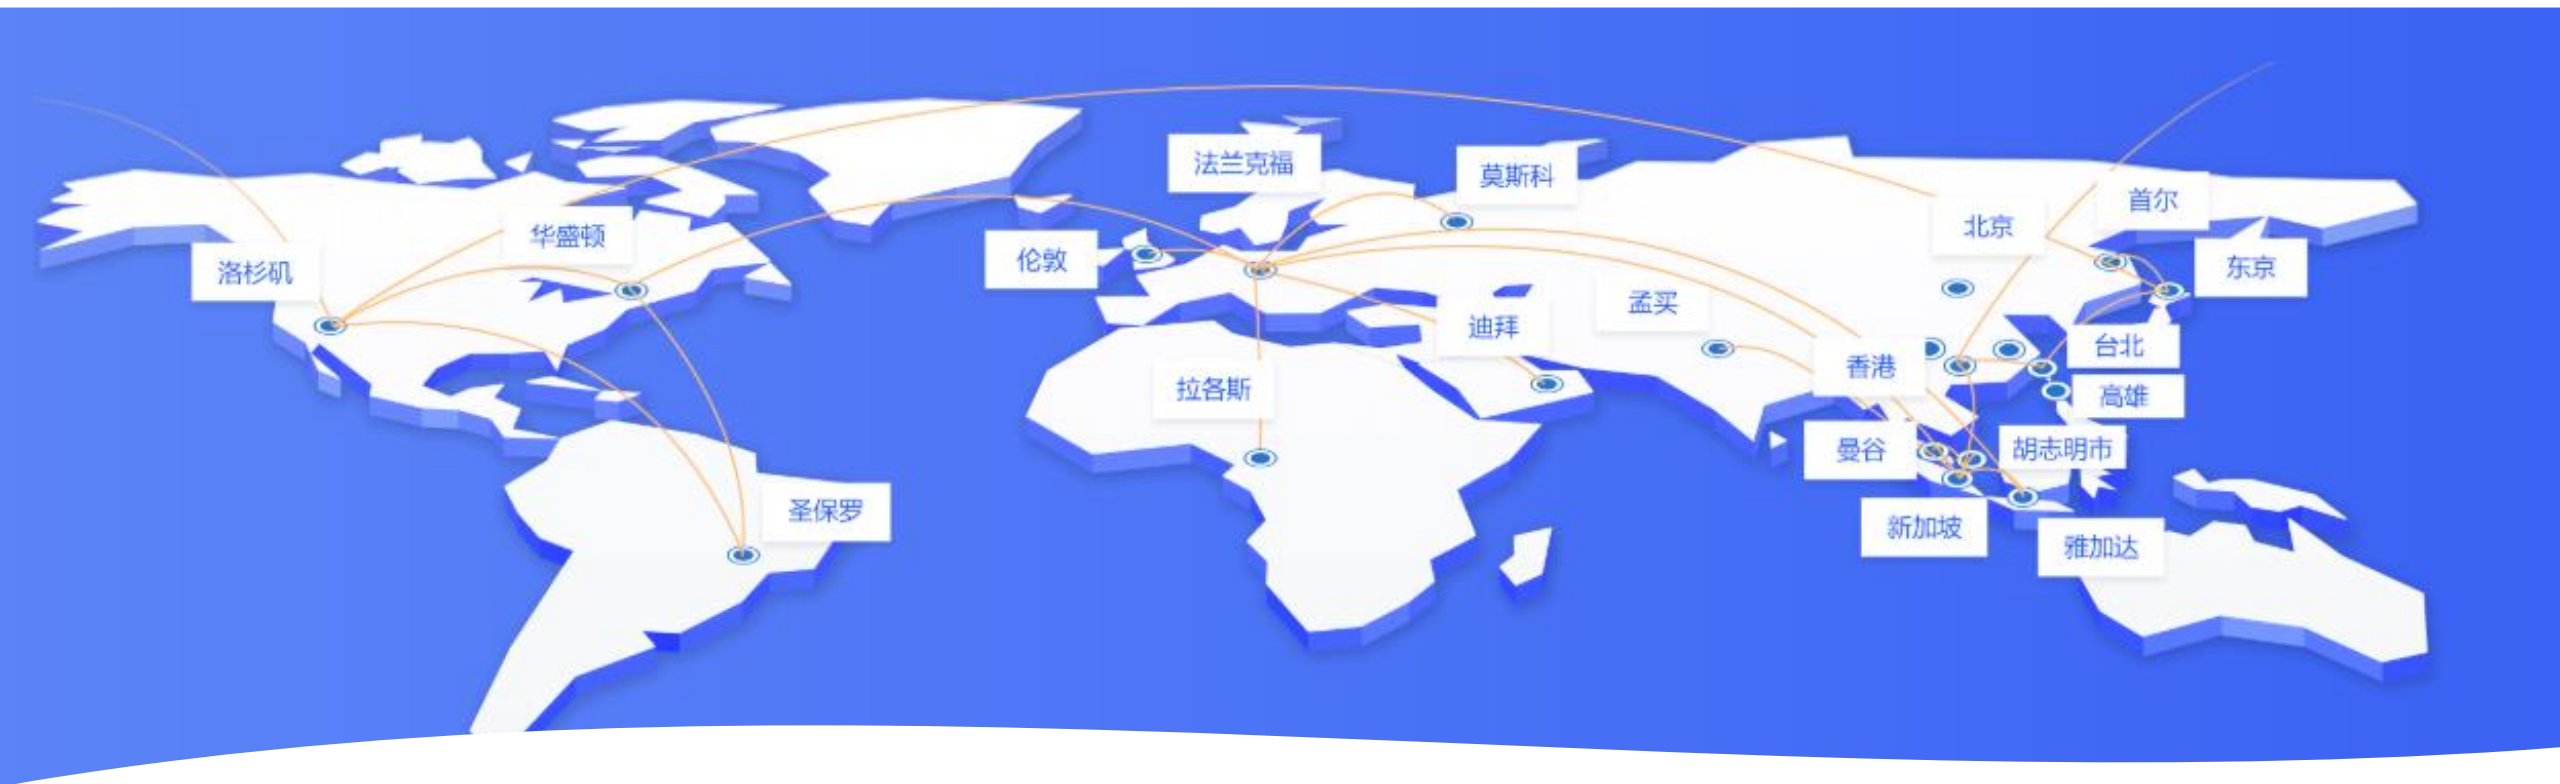 法兰克福
莫斯科
首尔
北京
华盛顿
伦敦
东京
洛杉矶
孟买
迪拜
台北
香港
拉各斯
高雄
曼谷
胡志明市
圣保罗
新加坡
雅加达